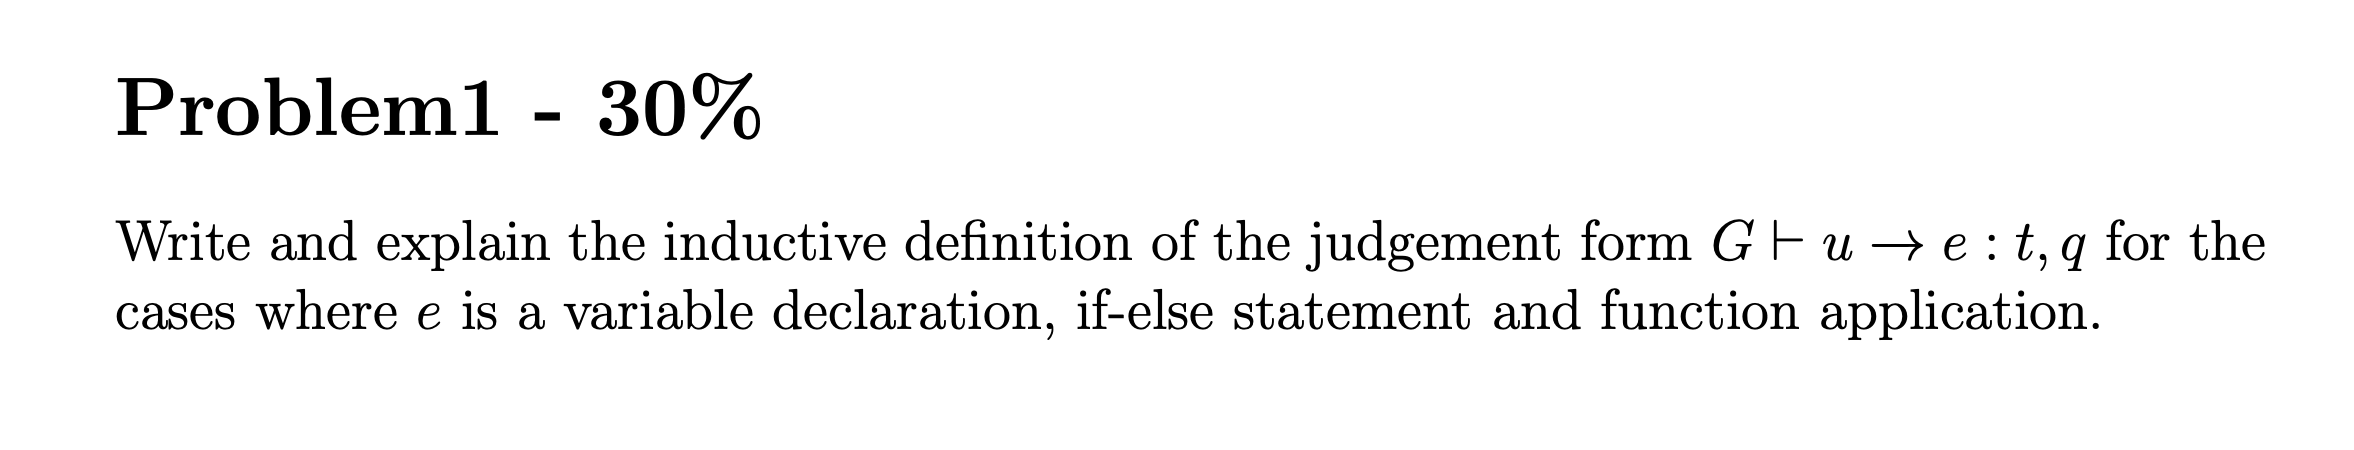 Problem1 - 30%
Write and explain the inductive definition of the judgement form G ⊢ u → e : t, q for the
cases where e is a variable declaration, if-else statement and function application.